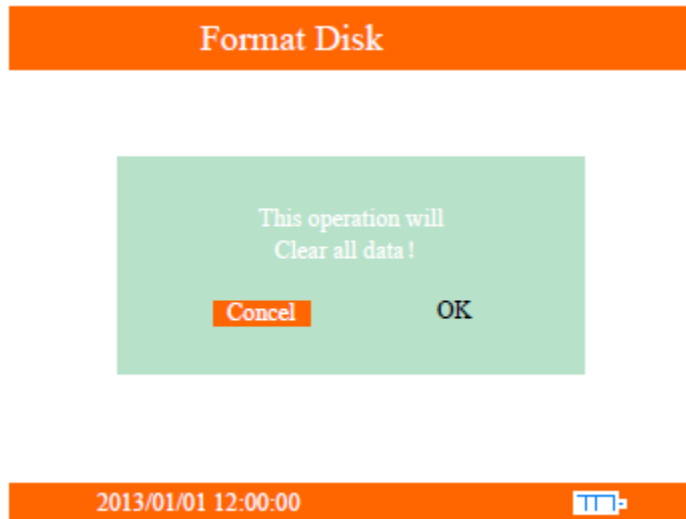 Format Disk
This operation will
Clear all data !
Concel OK
2013/01/01 12:00:00